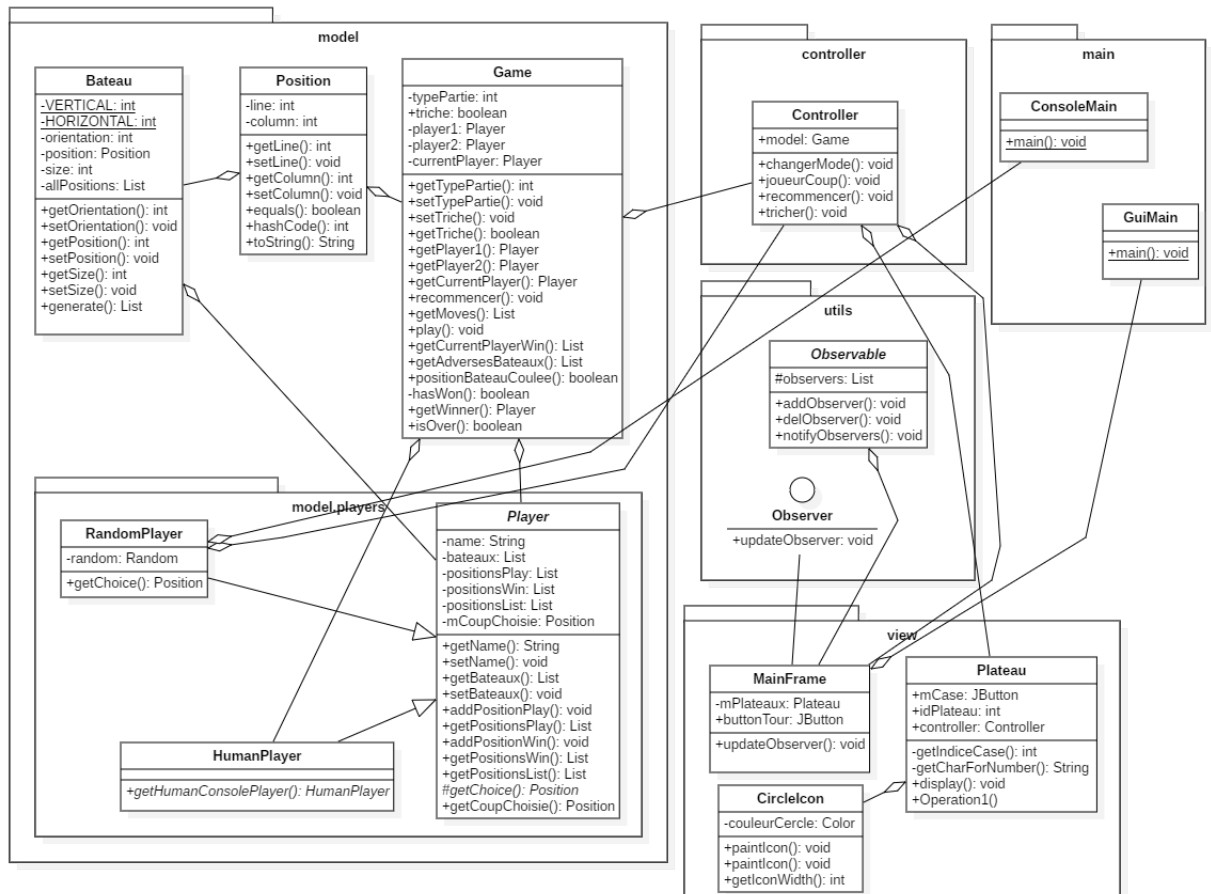 model
Bateau
-VERTICAL: int
-HORIZONTAL: int
-orientation: int
-position: Position
-size: int
-allPositions: List
+getOrientation(): int
+setOrientation(): void
+getPosition(): int
+setPosition(): void
+getSize(): int
+setSize(): void
+generate(): List
Position
-line: int
-column: int
+getLine(): int
+setLine(): void
+getColumn(): int
+setColumn(): void
+equals(): boolean
+hashCode(): int
+toString(): String
Game
-typePartie: int
+triche: boolean
-player1: Player
-player2: Player
-currentPlayer: Player
+getTypePartie(): int
+setTypePartie(): void
+setTriche(): void
+getTriche(): boolean
+getPlayer1(): Player
+getPlayer2(): Player
+getCurrentPlayer(): Player
+recommencer(): void
+getMoves(): List
+play(): void
+getCurrentPlayerWin(): List
+getAdversesBateaux(): List
+positionBateauCoulee(): boolean
-hasWon(): boolean
+getWinner(): Player
+isOver(): boolean
model.players
RandomPlayer
-random: Random
+getChoice(): Position
Player
-name: String
-bateaux: List
-positionsPlay: List
-positionsWin: List
-positionsList: List
-mCoupChoisie: Position
+getName(): String
+setName(): void
+getBateaux(): List
+setBateaux(): void
+addPositionPlay(): void
+getPositionsPlay(): List
+addPositionWin(): void
+getPositionsWin(): List
+getPositionsList(): List
#getChoice(): Position
+getCoupChoisie(): Position
HumanPlayer
+getHumanConsolePlayer(): HumanPlayer
controller
Controller
+model: Game
+changerMode(): void
+joueurCoup(): void
+recommencer(): void
+tricher(): void
main
ConsoleMain
+main(): void
GuiMain
+main(): void
utils
Observable
#observers: List
+addObserver(): void
+delObserver(): void
+notifyObservers(): void
Observer
+updateObserver: void
view
MainFrame
-mPlateaux: Plateau
+buttonTour: JButton
+updateObserver(): void
Plateau
+mCase: JButton
+idPlateau: int
+controller: Controller
-getIndiceCase(): int
-getCharForNumber(): String
+display(): void
+Operation1()
CircleIcon
-couleurCercle: Color
+paintIcon(): void
+paintIcon(): void
+getIconWidth(): int